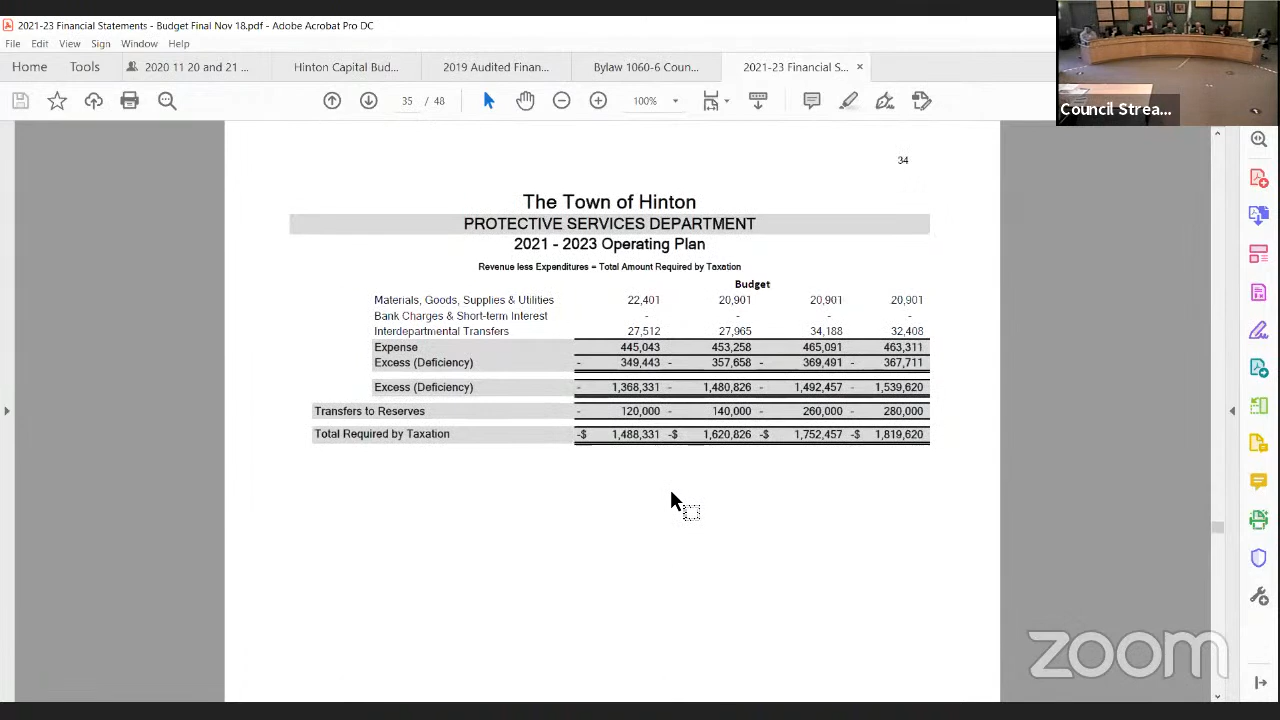 2021-23 Financial Statements - Budget Final Nov 18.pdf - Adobe Acrobat Pro DC
File Edit View Sign Window Help
Home Tools 2020 11 20 and 21 ... Hinton Capital Bud... 2019 Audited Finan... Bylaw 1060-6 Coun... 2021-23 Financial S... ×
35 / 48 100%
Council Strea...
34
The Town of Hinton
PROTECTIVE SERVICES DEPARTMENT
2021 - 2023 Operating Plan
Revenue less Expenditures = Total Amount Required by Taxation
Budget
Materials, Goods, Supplies & Utilities 22,401 20,901 20,901 20,901
Bank Charges & Short-term Interest - - - -
Interdepartmental Transfers 27,512 27,965 34,188 32,408
Expense 445,043 453,258 465,091 463,311
Excess (Deficiency) - 349,443 - 357,658 - 369,491 - 367,711
Excess (Deficiency) - 1,368,331 - 1,480,826 - 1,492,457 - 1,539,620
Transfers to Reserves - 120,000 - 140,000 - 260,000 - 280,000
Total Required by Taxation -$ 1,488,331 -$ 1,620,826 -$ 1,752,457 -$ 1,819,620
zoom